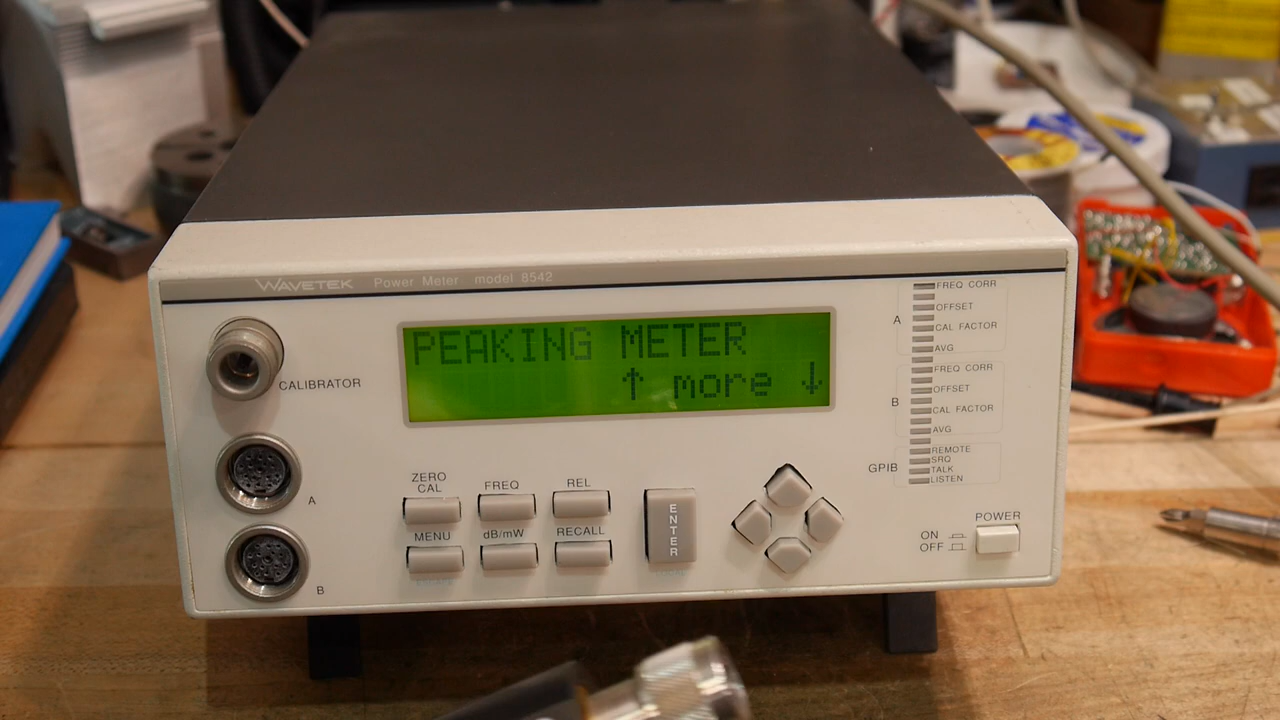 WAVETEK Power Meter model 8542
PEAKING METER
↑ more ↓
CALIBRATOR
A
B
ZERO
CAL
FREQ
REL
MENU
dB/mW
RECALL
ENTER
A
FREQ CORR
OFFSET
CAL FACTOR
AVG
B
FREQ CORR
OFFSET
CAL FACTOR
AVG
GPIB
REMOTE
SRQ
TALK
LISTEN
POWER
ON
OFF